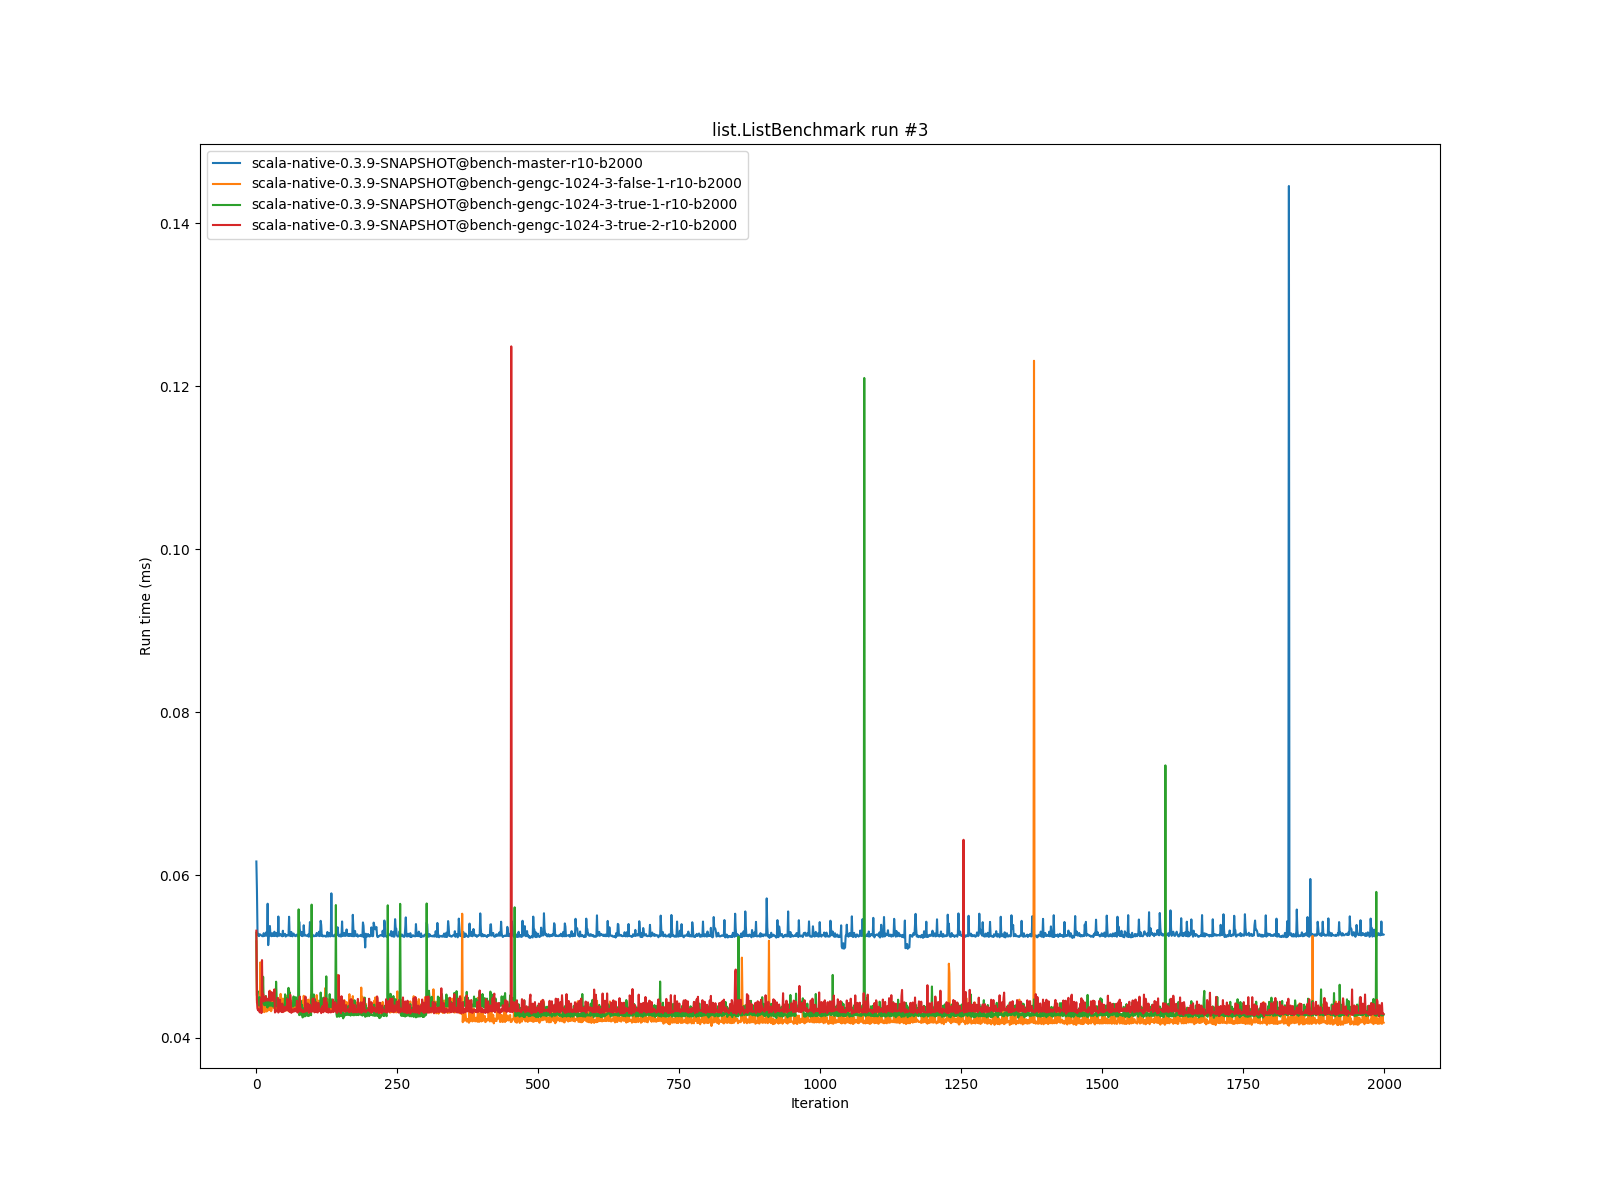 list.ListBenchmark run #3
scala-native-0.3.9-SNAPSHOT@bench-master-r10-b2000
scala-native-0.3.9-SNAPSHOT@bench-gengc-1024-3-false-1-r10-b2000
scala-native-0.3.9-SNAPSHOT@bench-gengc-1024-3-true-1-r10-b2000
scala-native-0.3.9-SNAPSHOT@bench-gengc-1024-3-true-2-r10-b2000
0.14
0.12
0.10
0.08
0.06
0.04
Run time (ms)
0 250 500 750 1000 1250 1500 1750 2000
Iteration